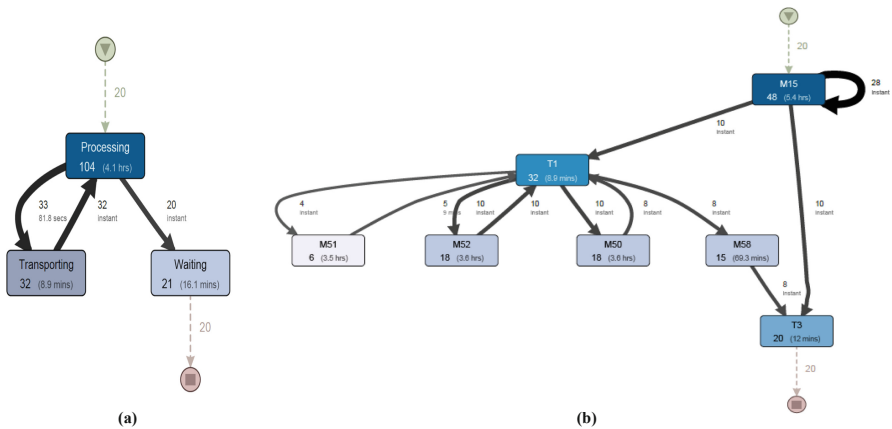 20
Processing
104 (4.1 hrs)
33
81.8 secs
32
instant
20
instant
Transporting
32 (8.9 mins)
Waiting
21 (16.1 mins)
20
(a)
20
M15
48 (5.4 hrs)
28
instant
10
instant
T1
32 (8.9 mins)
4
instant
5
10
instant
10
instant
10
instant
8
instant
8
instant
10
instant
M51
6 (3.5 hrs)
M52
18 (3.6 hrs)
M50
18 (3.6 hrs)
M58
15 (69.3 mins)
8
instant
T3
20 (12 mins)
20
(b)